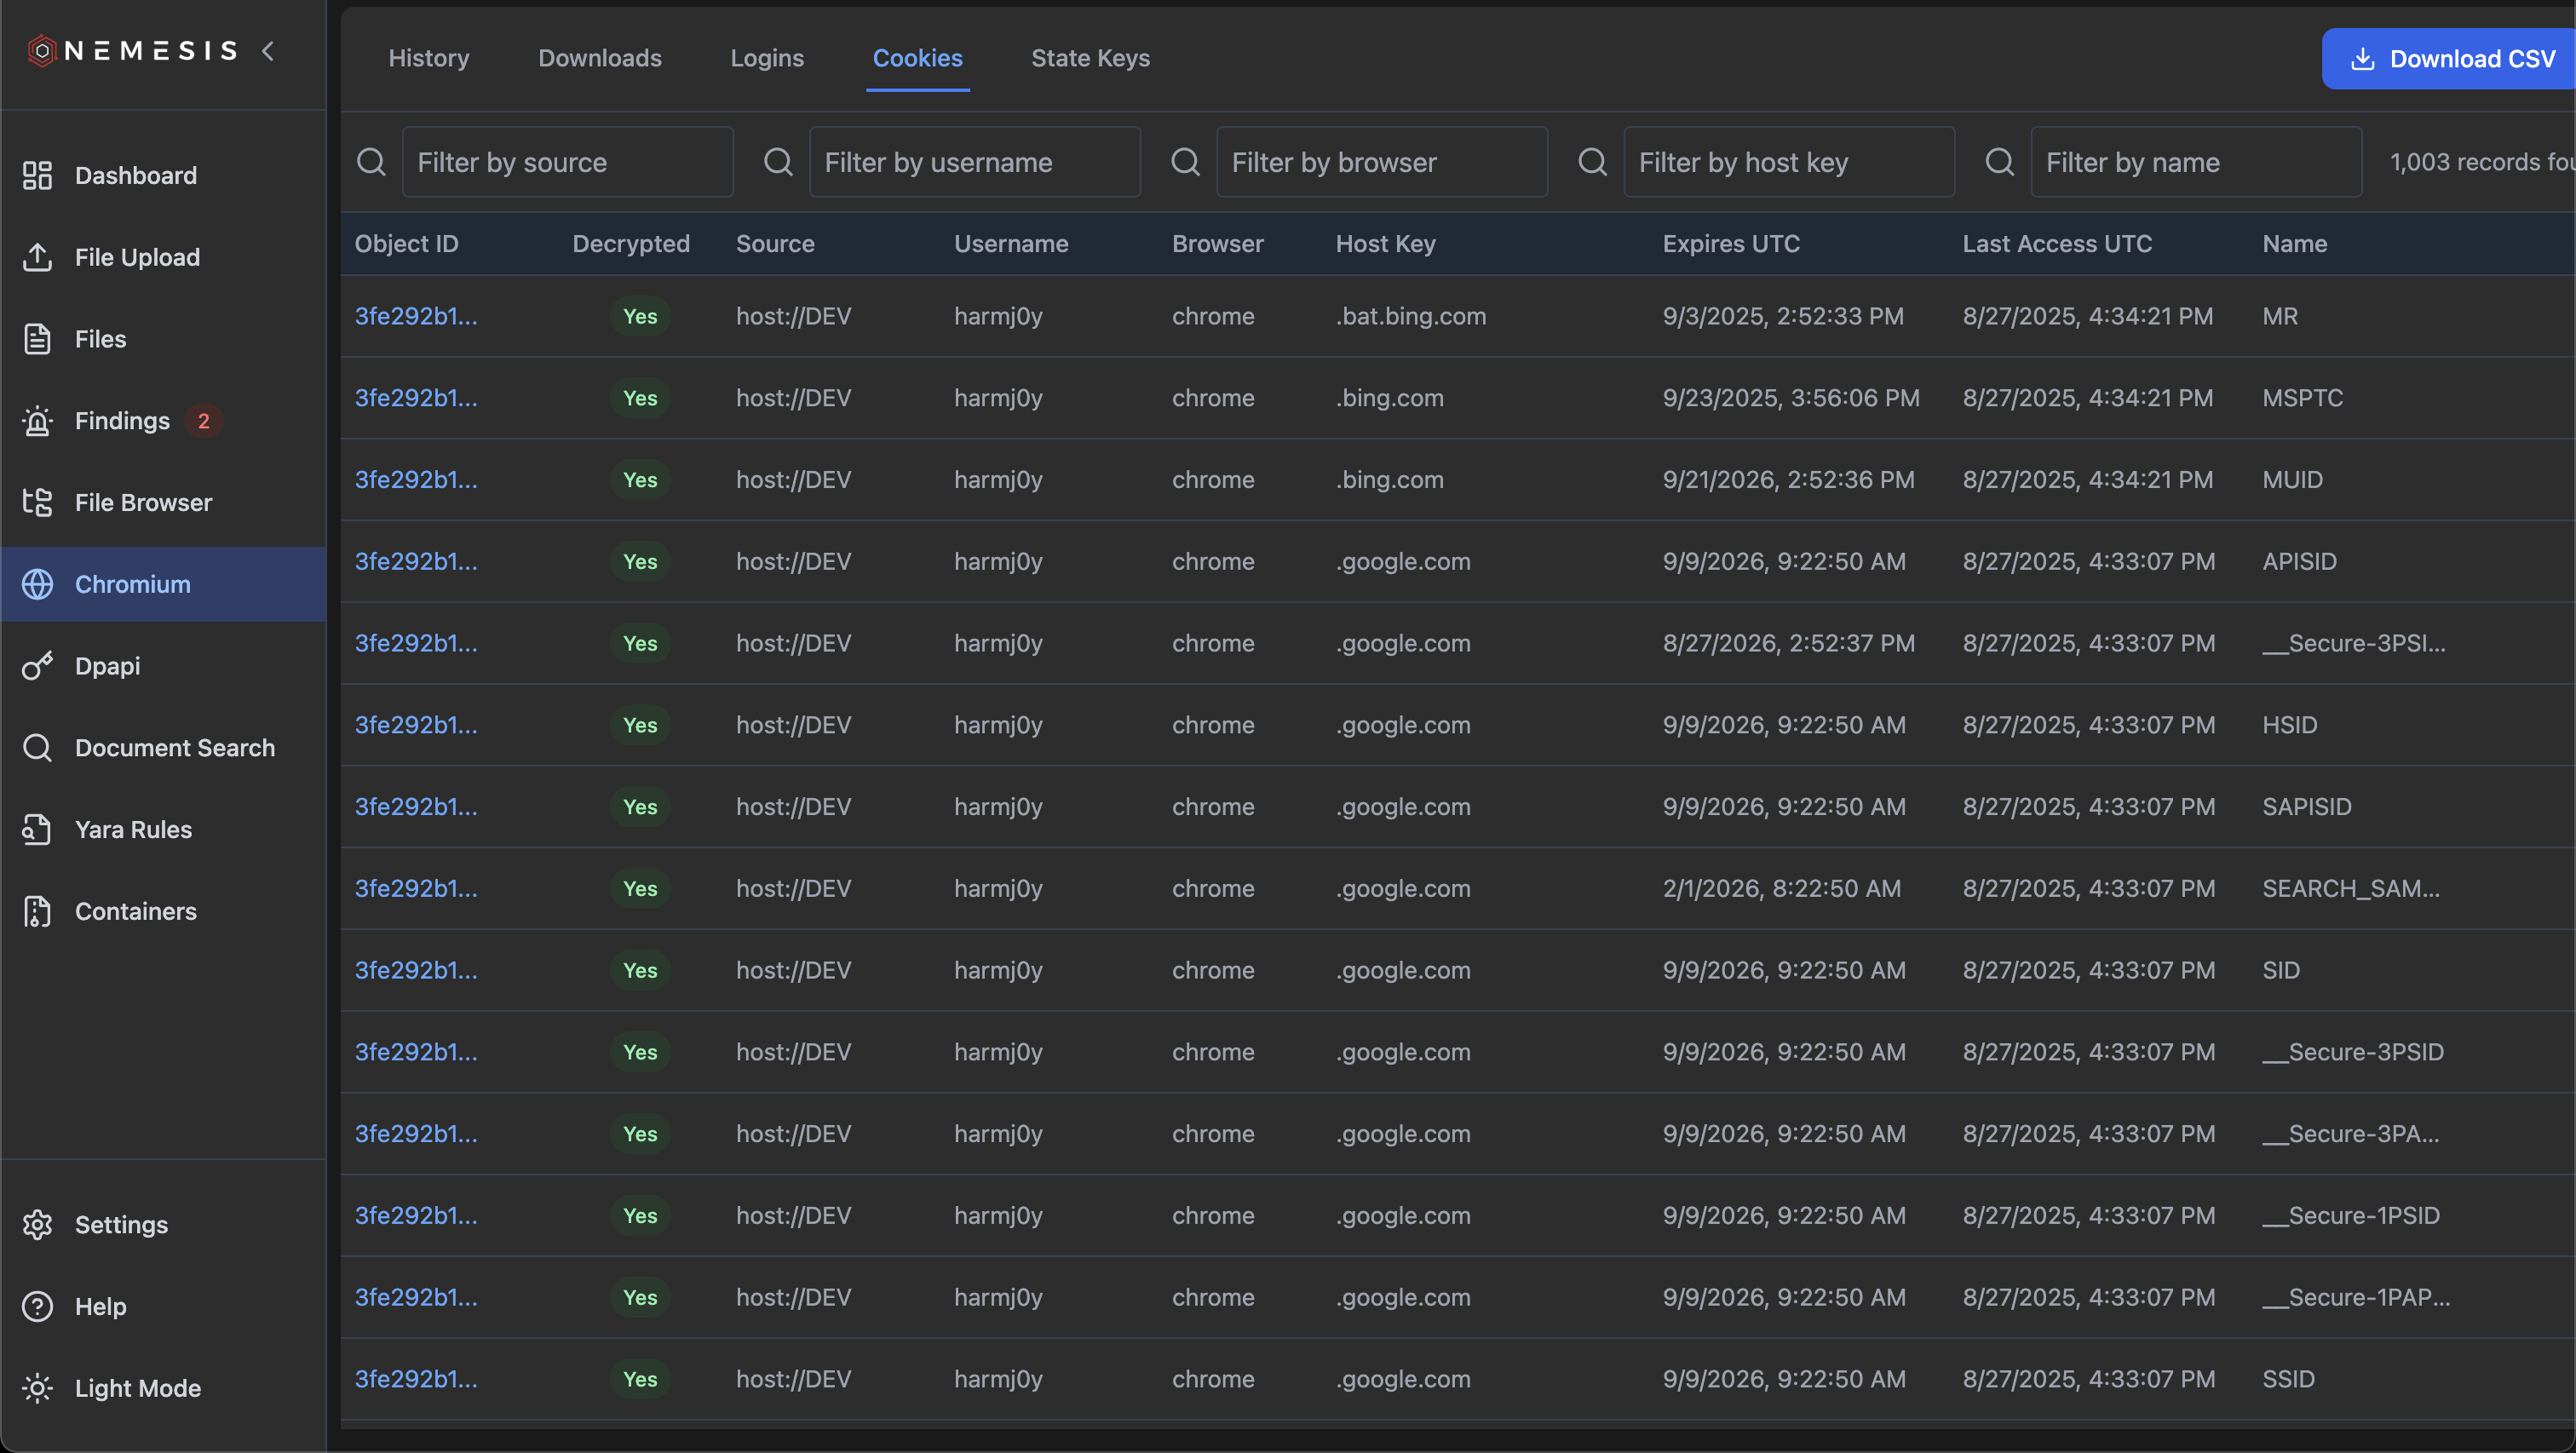 NEMESIS
Dashboard
File Upload
Files
Findings 2
File Browser
Chromium
Dpapi
Document Search
Yara Rules
Containers
Settings
Help
Light Mode
History Downloads Logins Cookies State Keys Download CSV
Filter by source Filter by username Filter by browser Filter by host key Filter by name 1,003 records fou
Object ID Decrypted Source Username Browser Host Key Expires UTC Last Access UTC Name
3fe292b1... Yes host://DEV harmj0y chrome .bat.bing.com 9/3/2025, 2:52:33 PM 8/27/2025, 4:34:21 PM MR
3fe292b1... Yes host://DEV harmj0y chrome .bing.com 9/23/2025, 3:56:06 PM 8/27/2025, 4:34:21 PM MSPTC
3fe292b1... Yes host://DEV harmj0y chrome .bing.com 9/21/2026, 2:52:36 PM 8/27/2025, 4:34:21 PM MUID
3fe292b1... Yes host://DEV harmj0y chrome .google.com 9/9/2026, 9:22:50 AM 8/27/2025, 4:33:07 PM APISID
3fe292b1... Yes host://DEV harmj0y chrome .google.com 8/27/2026, 2:52:37 PM 8/27/2025, 4:33:07 PM __Secure-3PSI...
3fe292b1... Yes host://DEV harmj0y chrome .google.com 9/9/2026, 9:22:50 AM 8/27/2025, 4:33:07 PM HSID
3fe292b1... Yes host://DEV harmj0y chrome .google.com 9/9/2026, 9:22:50 AM 8/27/2025, 4:33:07 PM SAPISID
3fe292b1... Yes host://DEV harmj0y chrome .google.com 2/1/2026, 8:22:50 AM 8/27/2025, 4:33:07 PM SEARCH_SAM...
3fe292b1... Yes host://DEV harmj0y chrome .google.com 9/9/2026, 9:22:50 AM 8/27/2025, 4:33:07 PM SID
3fe292b1... Yes host://DEV harmj0y chrome .google.com 9/9/2026, 9:22:50 AM 8/27/2025, 4:33:07 PM __Secure-3PSID
3fe292b1... Yes host://DEV harmj0y chrome .google.com 9/9/2026, 9:22:50 AM 8/27/2025, 4:33:07 PM __Secure-3PA...
3fe292b1... Yes host://DEV harmj0y chrome .google.com 9/9/2026, 9:22:50 AM 8/27/2025, 4:33:07 PM __Secure-1PSID
3fe292b1... Yes host://DEV harmj0y chrome .google.com 9/9/2026, 9:22:50 AM 8/27/2025, 4:33:07 PM __Secure-1PAP...
3fe292b1... Yes host://DEV harmj0y chrome .google.com 9/9/2026, 9:22:50 AM 8/27/2025, 4:33:07 PM SSID